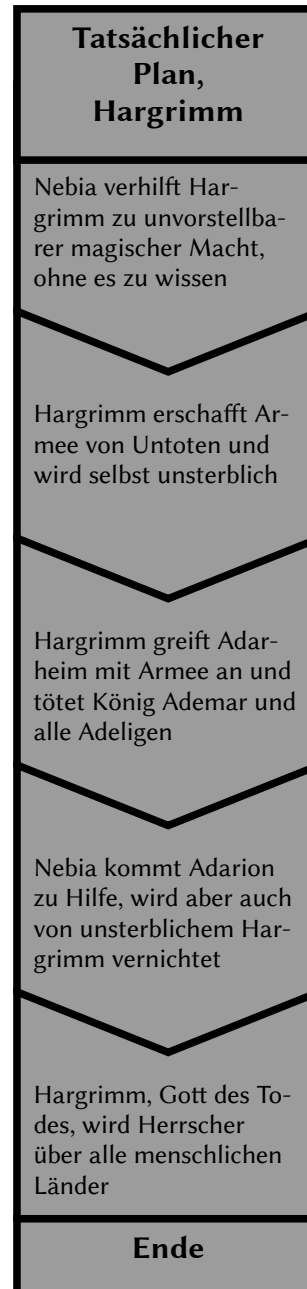 Tatsächlicher
Plan,
Hargrimm
Nebia verhilft Har-
grimm zu unvorstellba-
rer magischer Macht,
ohne es zu wissen
Hargrimm erschafft Ar-
mee von Untoten und
wird selbst unsterblich
Hargrimm greift Adar-
heim mit Armee an und
tötet König Ademar und
alle Adeligen
Nebia kommt Adarion
zu Hilfe, wird aber auch
von unsterblichem Har-
grimm vernichtet
Hargrimm, Gott des To-
des, wird Herrscher
über alle menschlichen
Länder
Ende